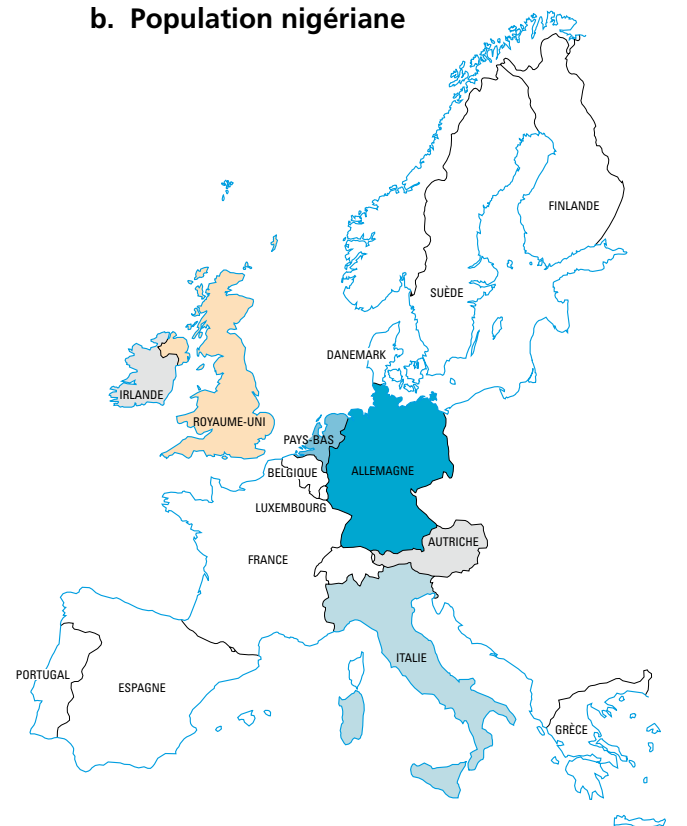 b. Population nigériane
FINLANDE
SUÈDE
DANEMARK
IRLANDE
ROYAUME-UNI
PAYS-BAS
BELGIQUE
ALLEMAGNE
LUXEMBOURG
AUTRICHE
FRANCE
ITALIE
PORTUGAL
ESPAGNE
GRÈCE